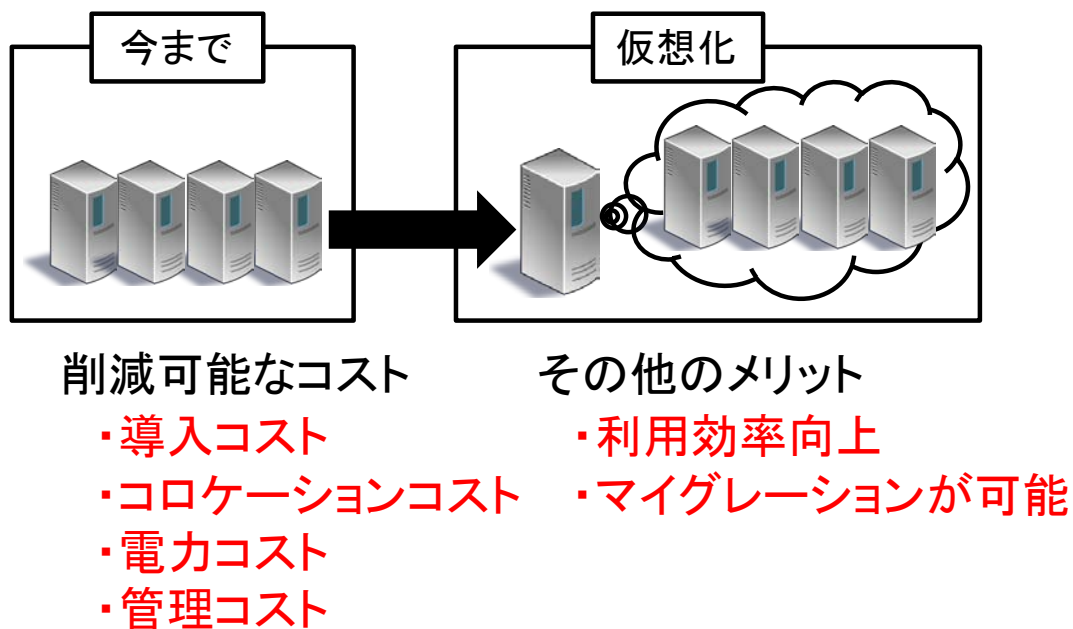 今まで
仮想化
削減可能なコスト
・導入コスト
・コロケーションコスト
・電力コスト
・管理コスト
その他のメリット
・利用効率向上
・マイグレーションが可能